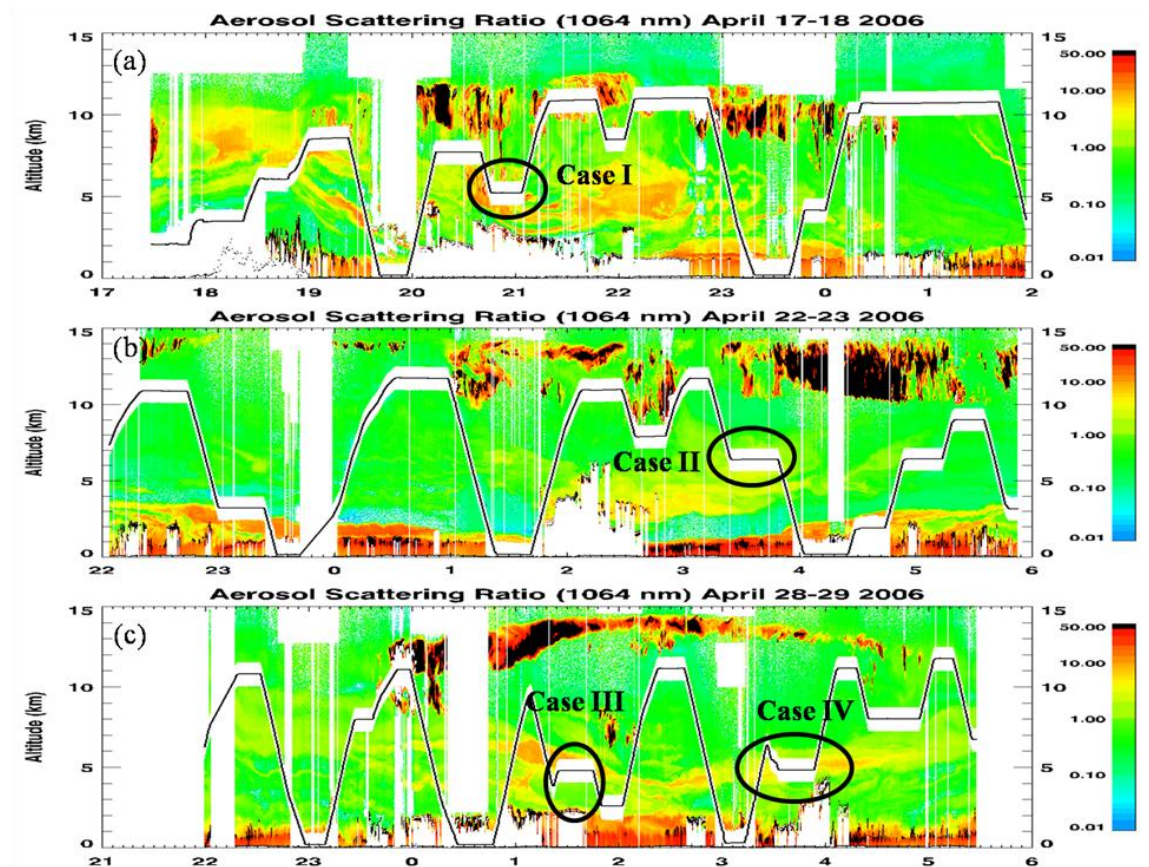 Aerosol Scattering Ratio (1064 nm) April 17-18 2006
(a)
Altitude (km)
15
10
5
0
15
10
5
0
Case I
50.00
10.00
1.00
0.10
0.01
17 18 19 20 21 22 23 0 1 2
Aerosol Scattering Ratio (1064 nm) April 22-23 2006
(b)
Altitude (km)
15
10
5
0
15
10
5
0
Case II
50.00
10.00
1.00
0.10
0.01
22 23 0 1 2 3 4 5 6
Aerosol Scattering Ratio (1064 nm) April 28-29 2006
(c)
Altitude (km)
15
10
5
0
15
10
5
0
Case III
Case IV
50.00
10.00
1.00
0.10
0.01
21 22 23 0 1 2 3 4 5 6